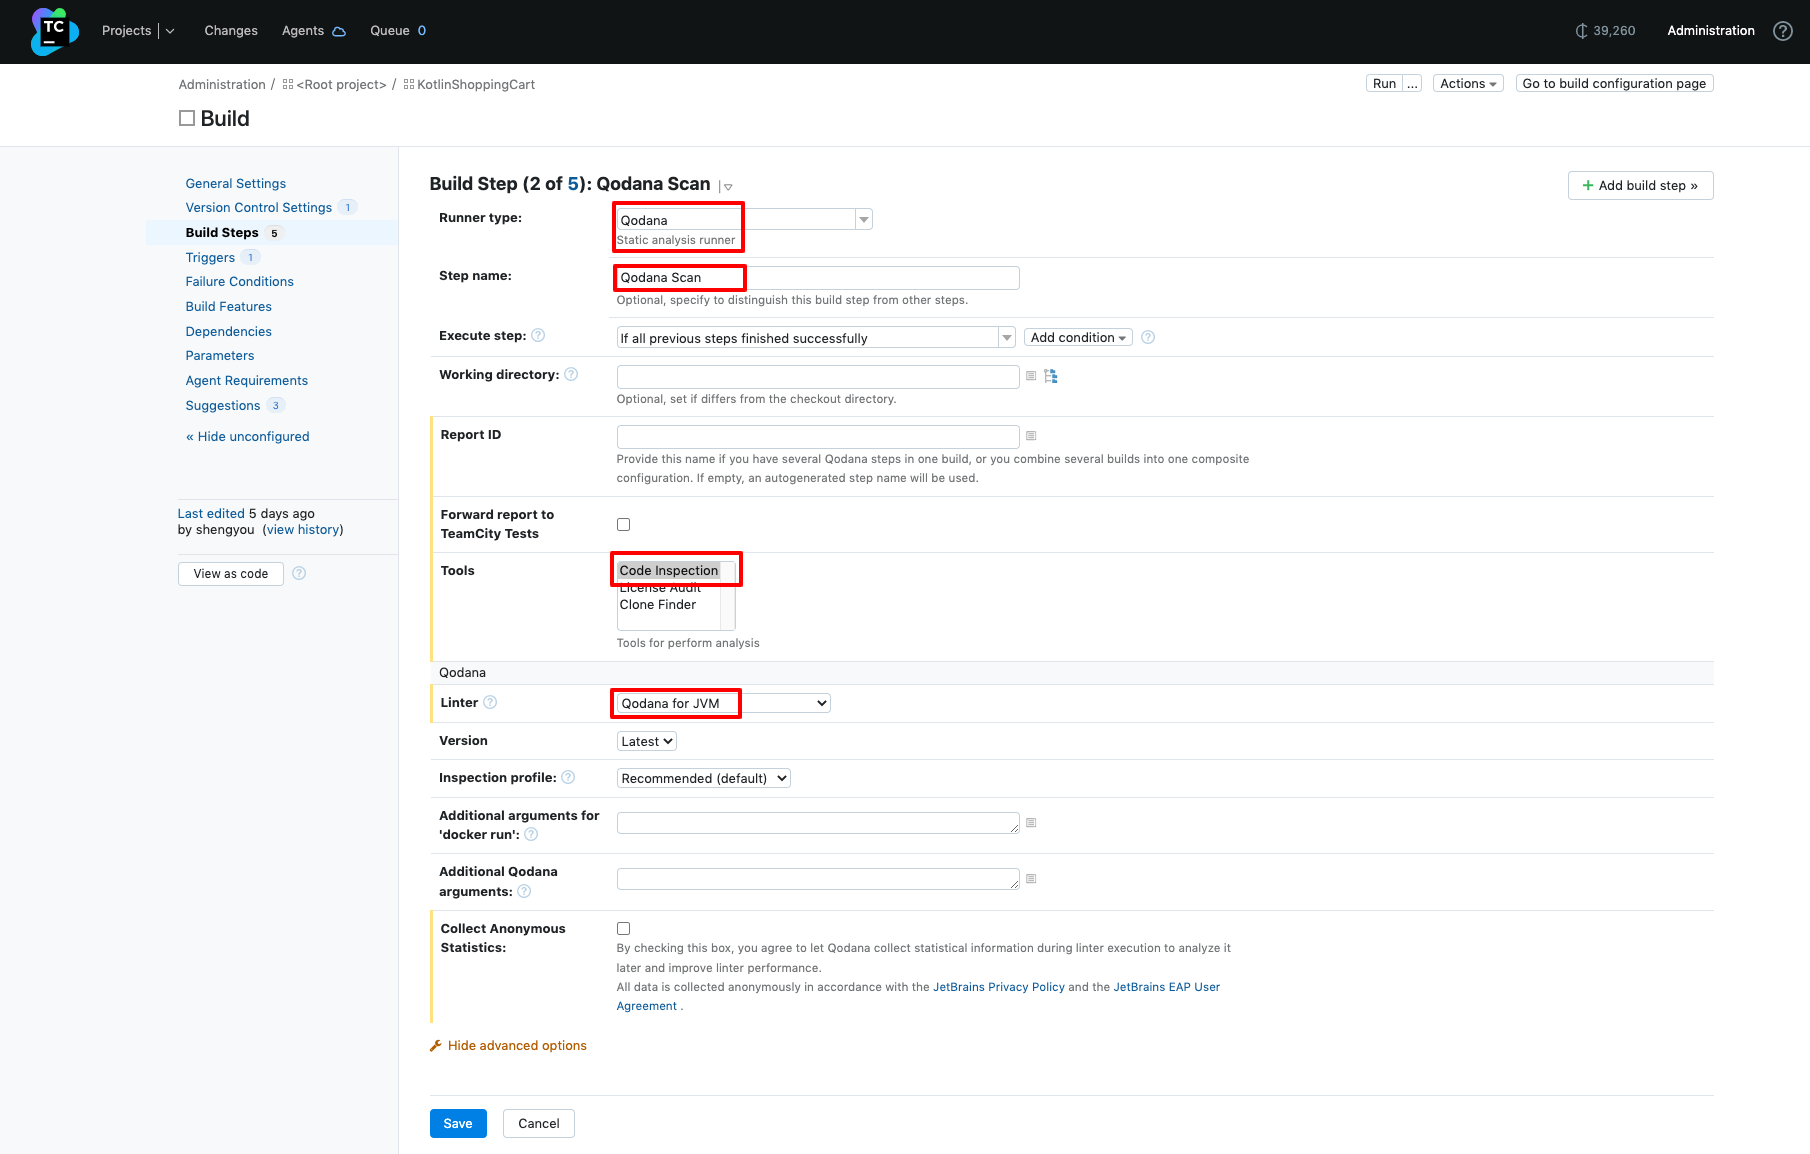 TC
Projects
Changes
Agents
Queue 0
39,260
Administration
?
Administration / <Root project> / KotlinShoppingCart
Run ...
Actions
Go to build configuration page
Build
General Settings
Version Control Settings 1
Build Steps 5
Triggers 1
Failure Conditions
Build Features
Dependencies
Parameters
Agent Requirements
Suggestions 3
« Hide unconfigured
Last edited 5 days ago
by shengyou (view history)
View as code ?
Build Step (2 of 5): Qodana Scan
+ Add build step »
Runner type:
Qodana
Static analysis runner
Step name:
Qodana Scan
Optional, specify to distinguish this build step from other steps.
Execute step: ?
If all previous steps finished successfully
Add condition ?
Working directory: ?
Optional, set if differs from the checkout directory.
Report ID
Provide this name if you have several Qodana steps in one build, or you combine several builds into one composite
configuration. If empty, an autogenerated step name will be used.
Forward report to
TeamCity Tests
Tools
Code Inspection
License Audit
Clone Finder
Tools for perform analysis
Qodana
Linter ?
Qodana for JVM
Version
Latest
Inspection profile: ?
Recommended (default)
Additional arguments for
'docker run': ?
Additional Qodana
arguments: ?
Collect Anonymous
Statistics:
By checking this box, you agree to let Qodana collect statistical information during linter execution to analyze it
later and improve linter performance.
All data is collected anonymously in accordance with the JetBrains Privacy Policy and the JetBrains EAP User
Agreement .
Hide advanced options
Save
Cancel